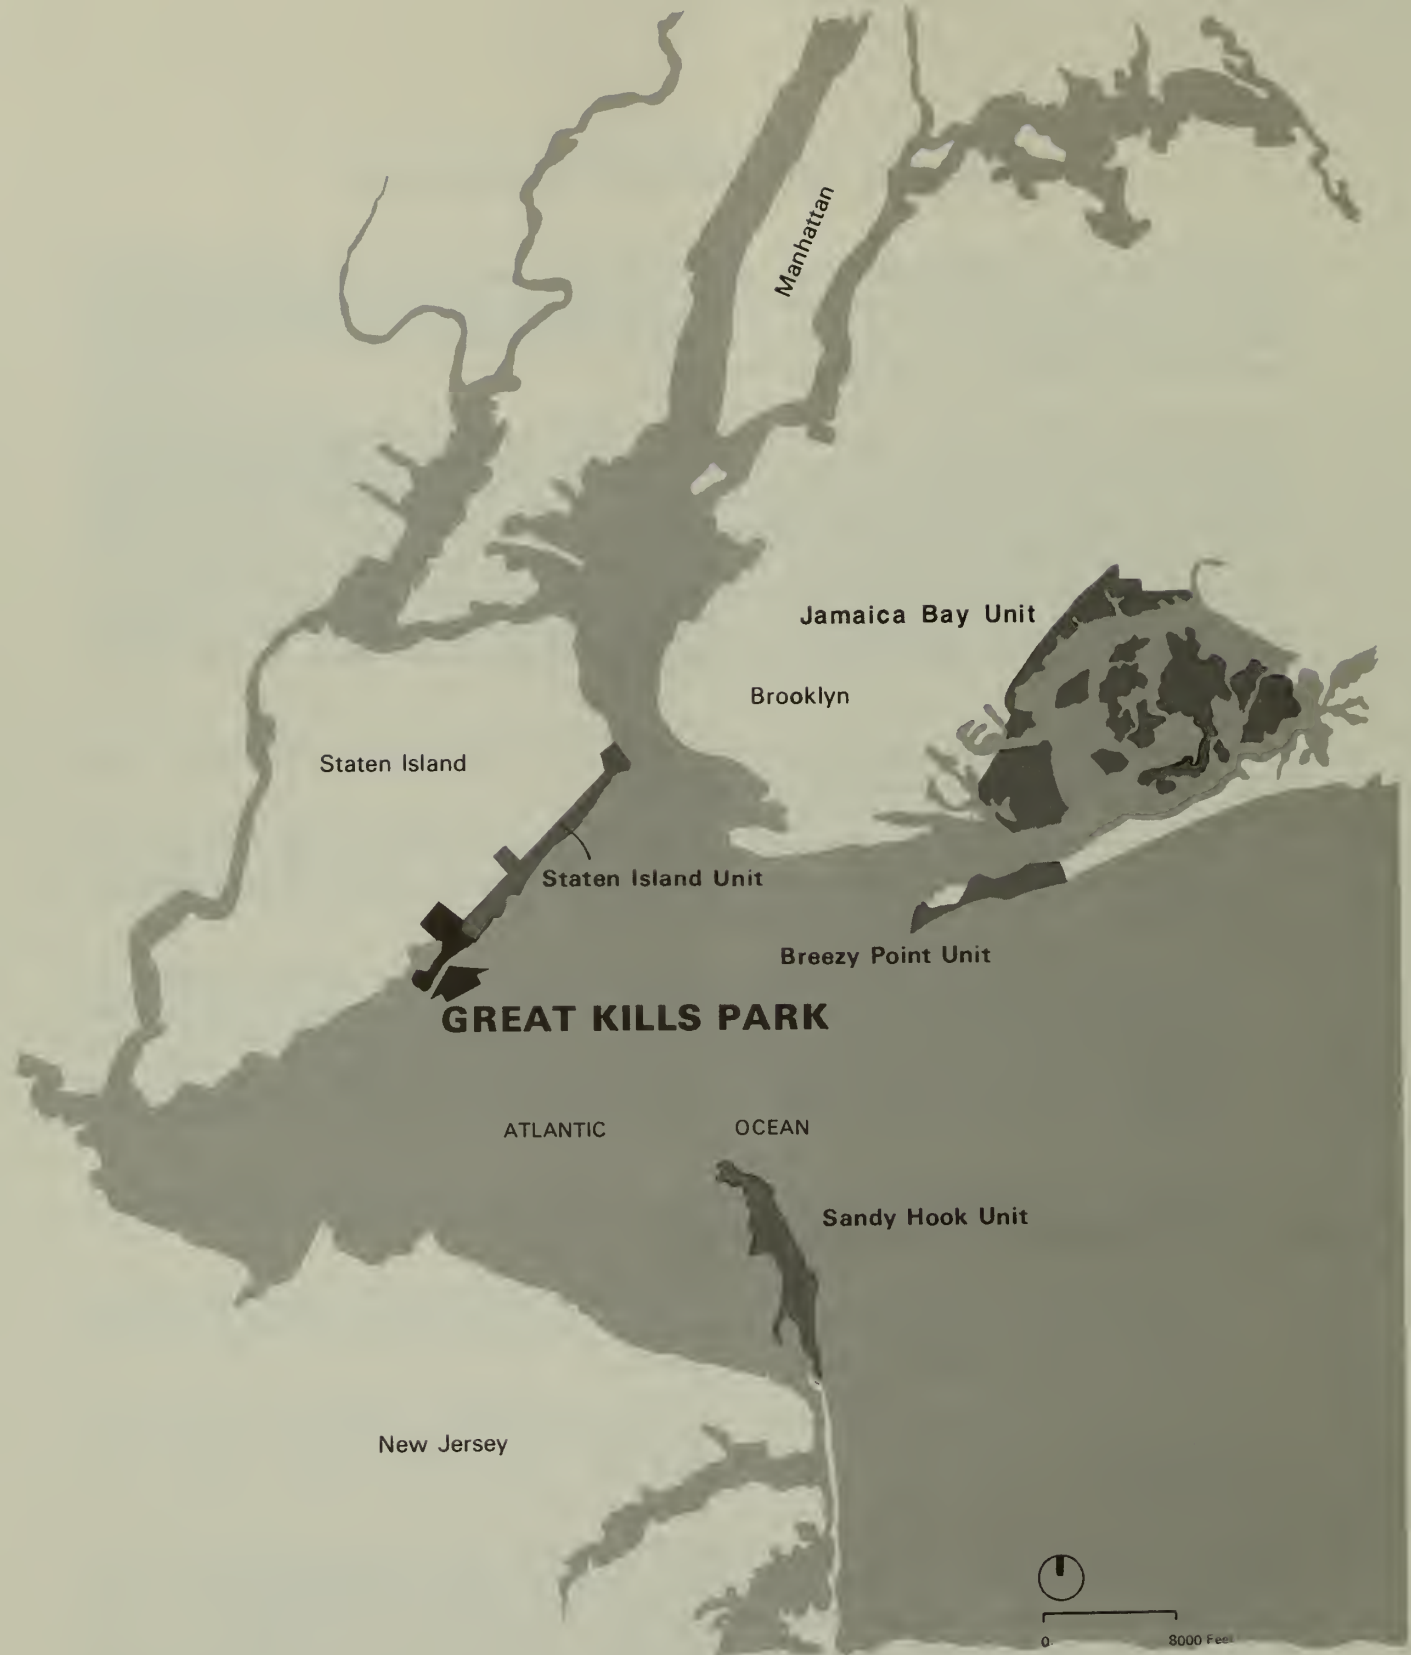 Manhattan
Jamaica Bay Unit
Brooklyn
Staten Island
Staten Island Unit
Breezy Point Unit
GREAT KILLS PARK
ATLANTIC OCEAN
Sandy Hook Unit
New Jersey
0 8000 Feet